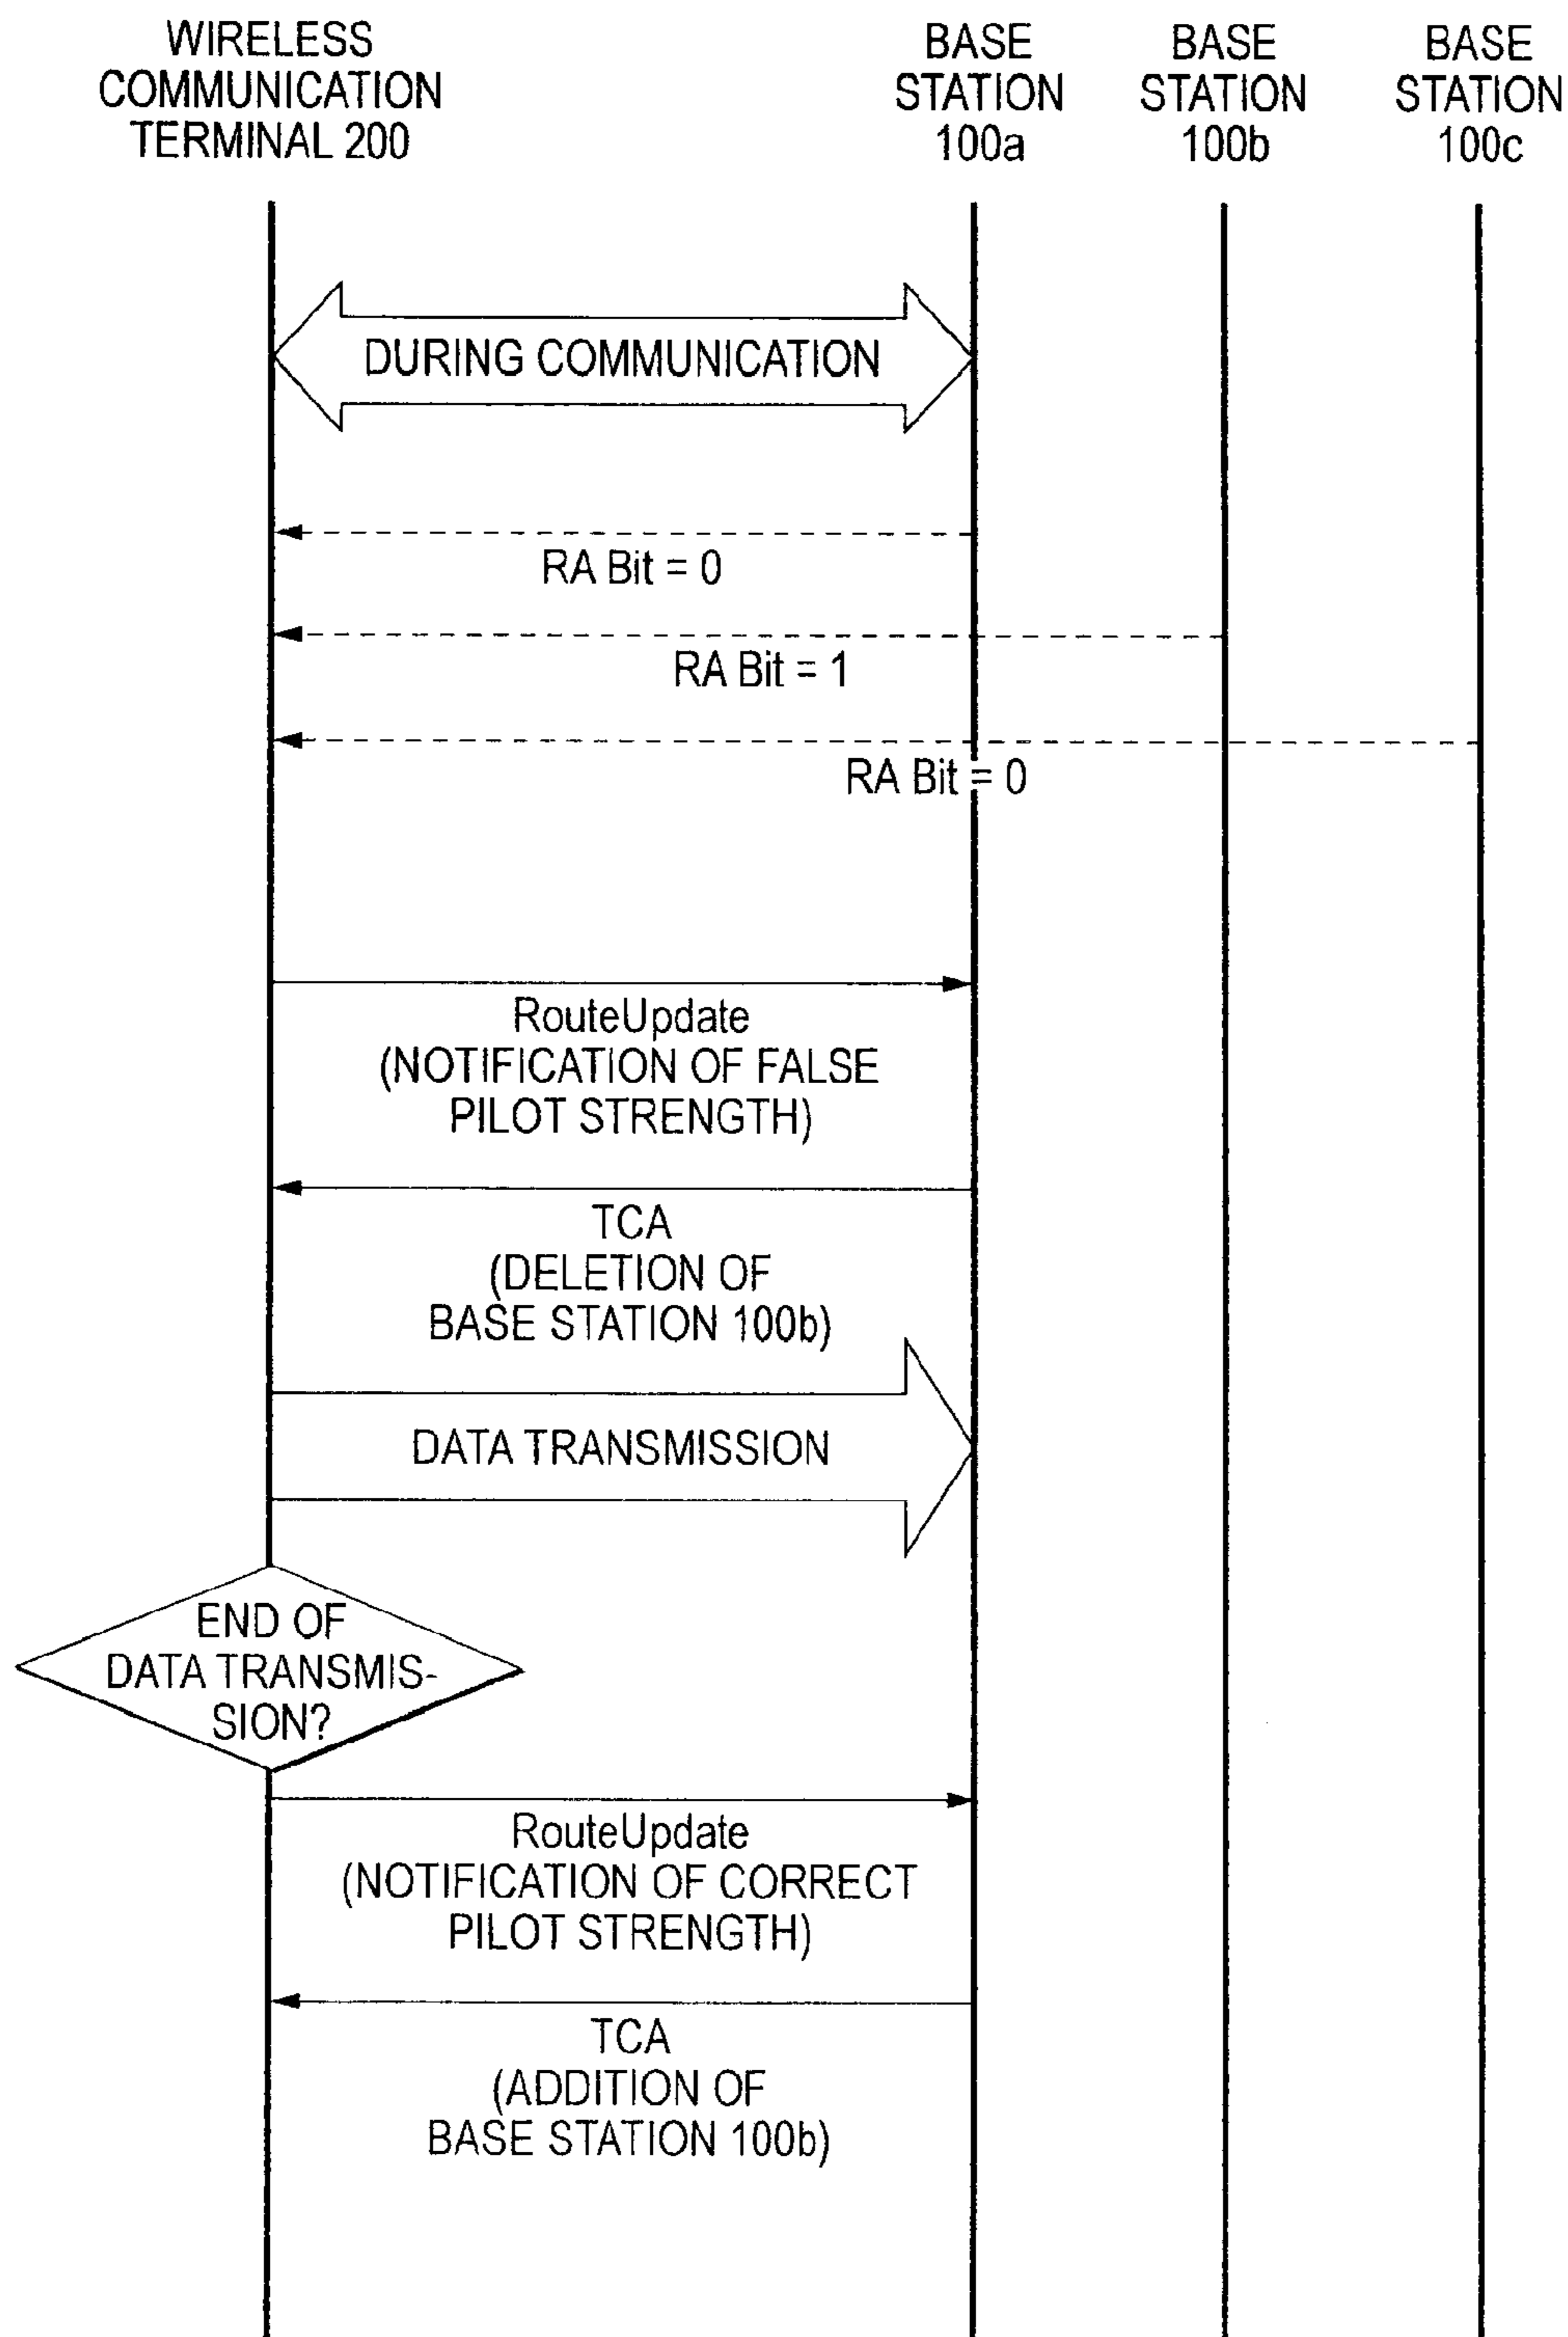 WIRELESS
COMMUNICATION
TERMINAL 200
BASE
STATION
100a
BASE
STATION
100b
BASE
STATION
100c
DURING COMMUNICATION
RA Bit = 0
RA Bit = 1
RA Bit = 0
RouteUpdate
(NOTIFICATION OF FALSE
PILOT STRENGTH)
TCA
(DELETION OF
BASE STATION 100b)
DATA TRANSMISSION
END OF
DATA TRANSMIS-
SION?
RouteUpdate
(NOTIFICATION OF CORRECT
PILOT STRENGTH)
TCA
(ADDITION OF
BASE STATION 100b)